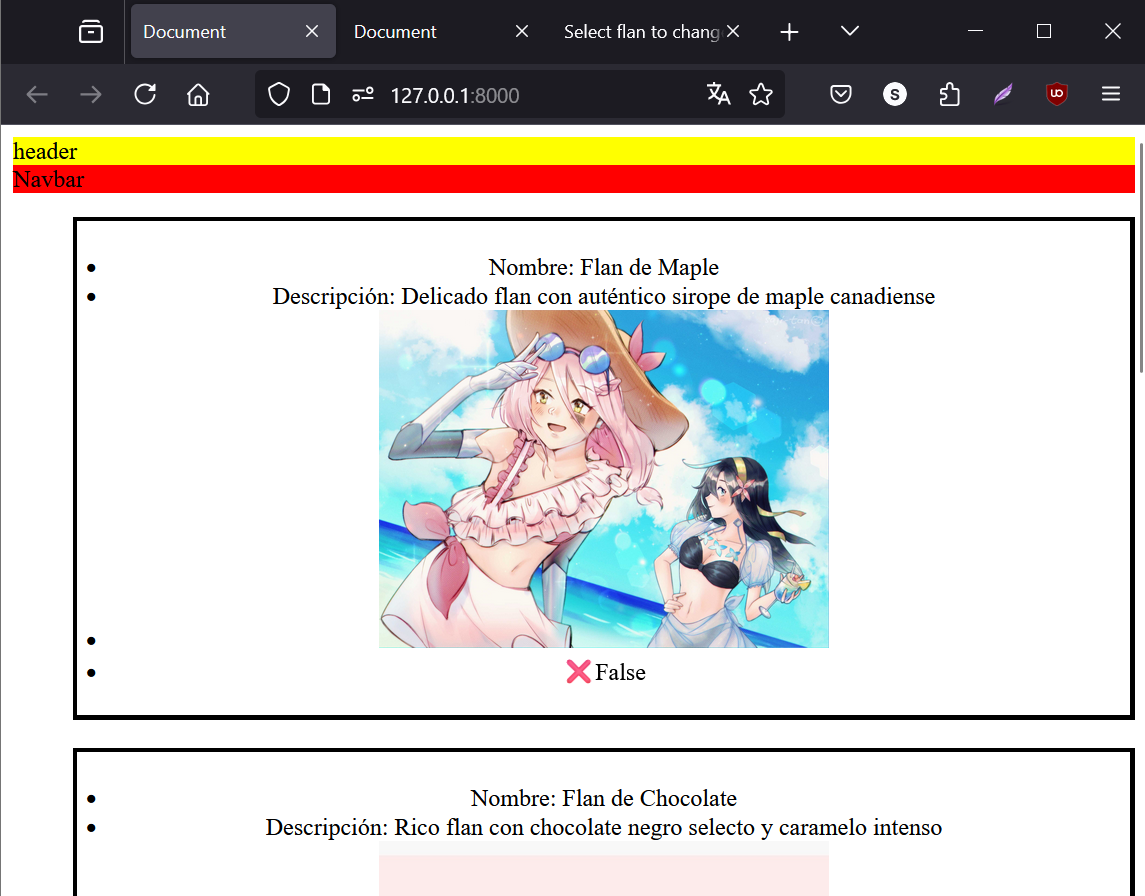 Document
Document
Select flan to chang
127.0.0.1:8000
S
header
Navbar
Nombre: Flan de Maple
Descripción: Delicado flan con auténtico sirope de maple canadiense
False
Nombre: Flan de Chocolate
Descripción: Rico flan con chocolate negro selecto y caramelo intenso